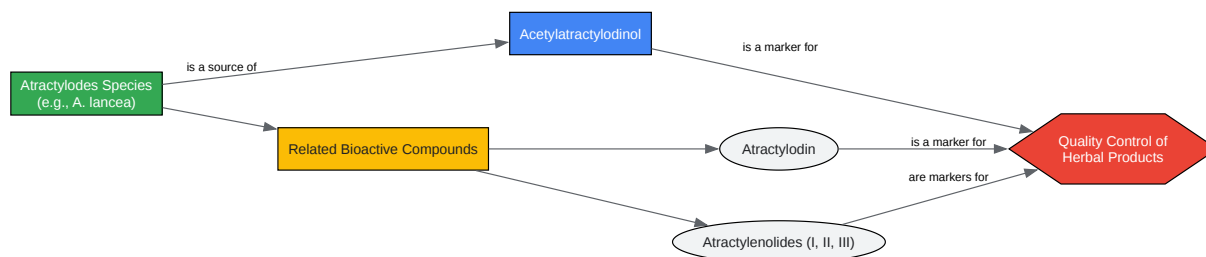 Acetylatractylodinol
is a marker for
is a source of
Atractylodes Species
(e.g., A. lancea)
Related Bioactive Compounds
Atractylodin
is a marker for
Quality Control of
Herbal Products
are markers for
Atractylenolides (I, II, III)